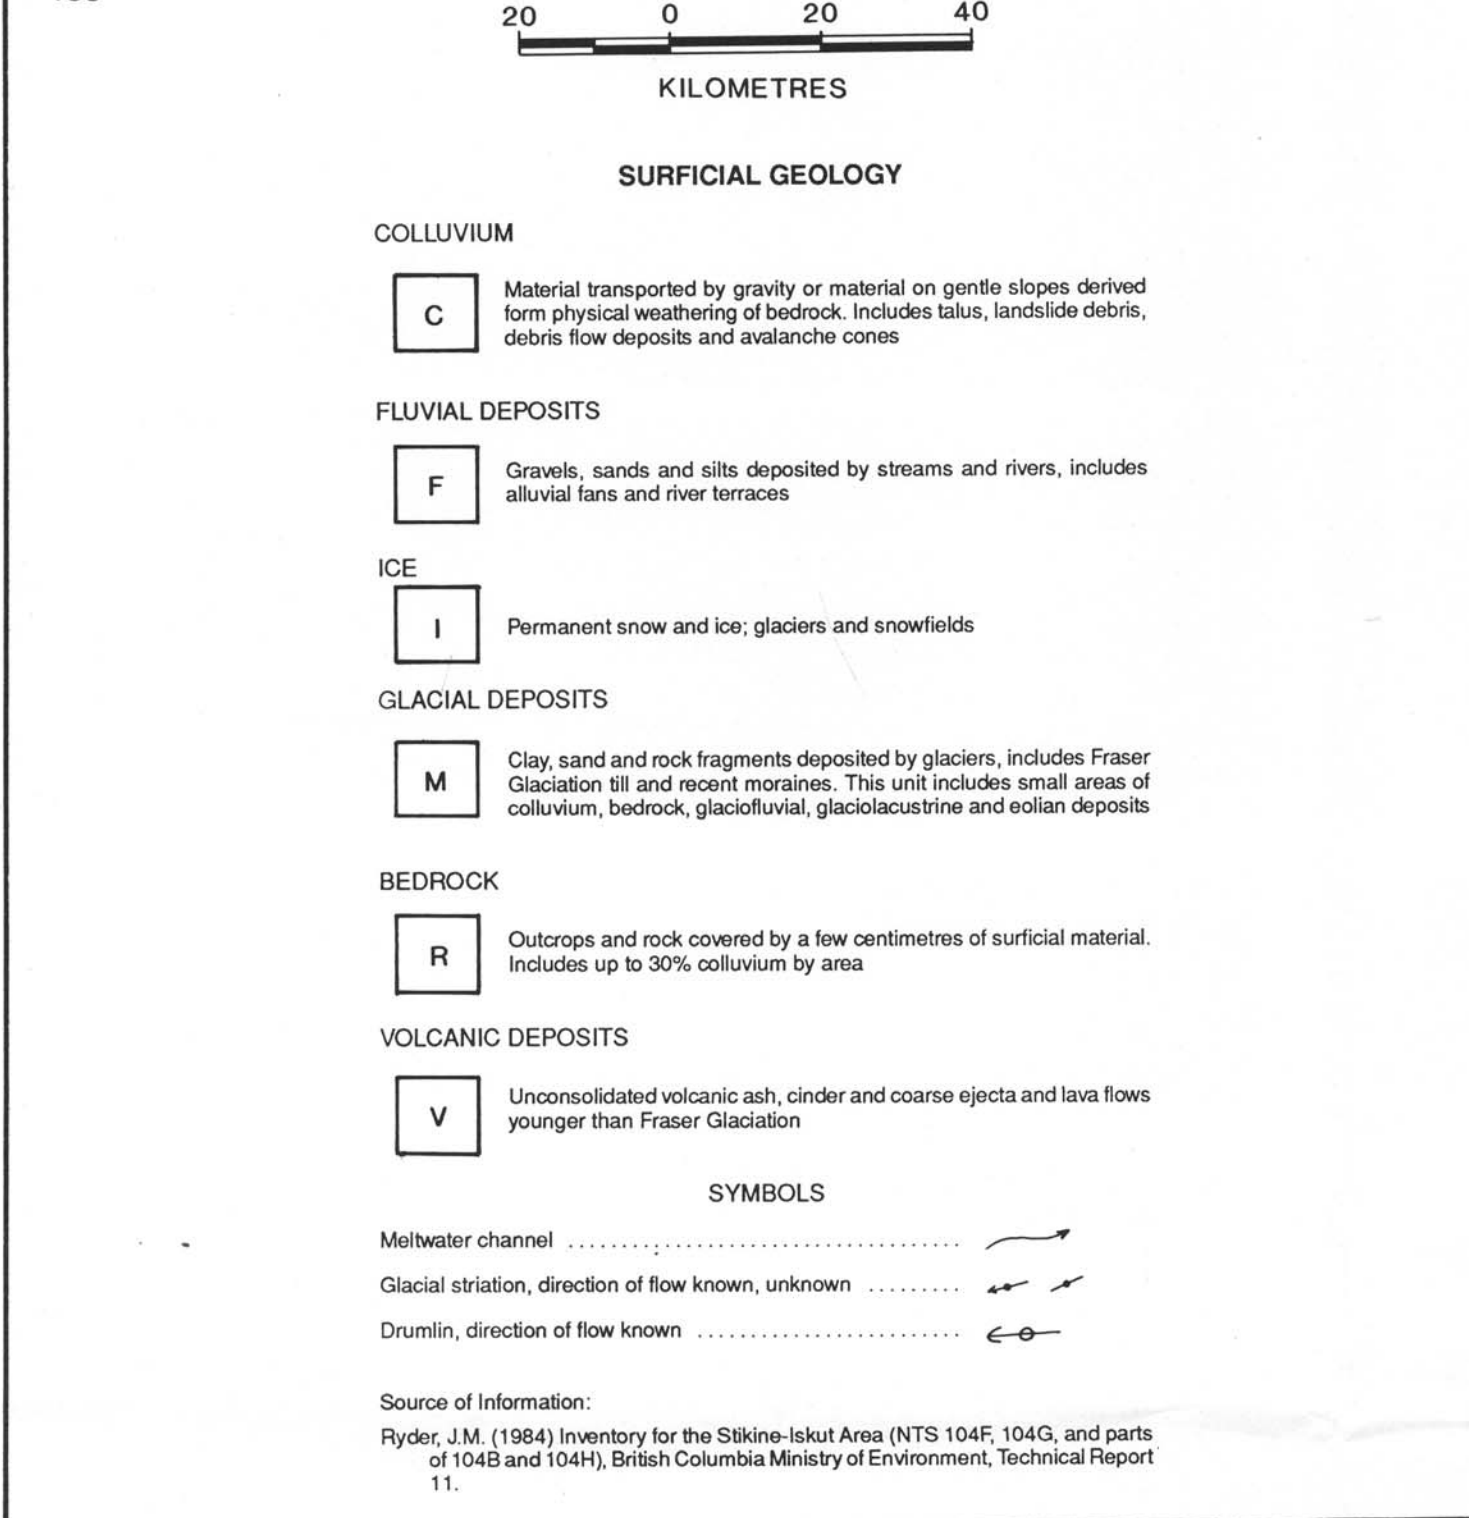 20 0 20 40
KILOMETRES
SURFICIAL GEOLOGY
COLLUVIUM
C
Material transported by gravity or material on gentle slopes derived
form physical weathering of bedrock. Includes talus, landslide debris,
debris flow deposits and avalanche cones
FLUVIAL DEPOSITS
F
Gravels, sands and silts deposited by streams and rivers, includes
alluvial fans and river terraces
ICE
I
Permanent snow and ice; glaciers and snowfields
GLACIAL DEPOSITS
M
Clay, sand and rock fragments deposited by glaciers, includes Fraser
Glaciation till and recent moraines. This unit includes small areas of
colluvium, bedrock, glaciofluvial, glaciolacustrine and eolian deposits
BEDROCK
R
Outcrops and rock covered by a few centimetres of surficial material.
Includes up to 30% colluvium by area
VOLCANIC DEPOSITS
V
Unconsolidated volcanic ash, cinder and coarse ejecta and lava flows
younger than Fraser Glaciation
SYMBOLS
Meltwater channel .....................................
Glacial striation, direction of flow known, unknown .........
Drumlin, direction of flow known .........................
Source of Information:
Ryder, J.M. (1984) Inventory for the Stikine-Iskut Area (NTS 104F, 104G, and parts
of 104B and 104H), British Columbia Ministry of Environment, Technical Report
11.